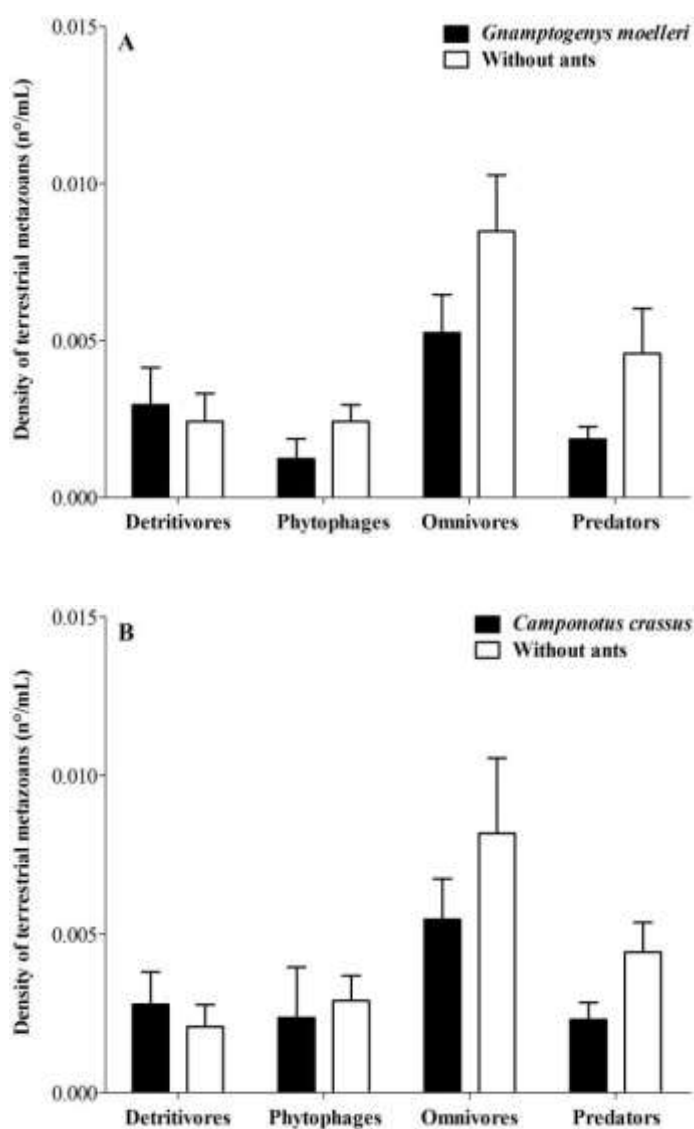 A
Gnamptogenys moelleri
Without ants
Density of terrestrial metazoans (n°/mL)
0.015
0.010
0.005
0.000
Detritivores Phytophages Omnivores Predators
B
Camponotus crassus
Without ants
Density of terrestrial metazoans (n°/mL)
0.015
0.010
0.005
0.000
Detritivores Phytophages Omnivores Predators